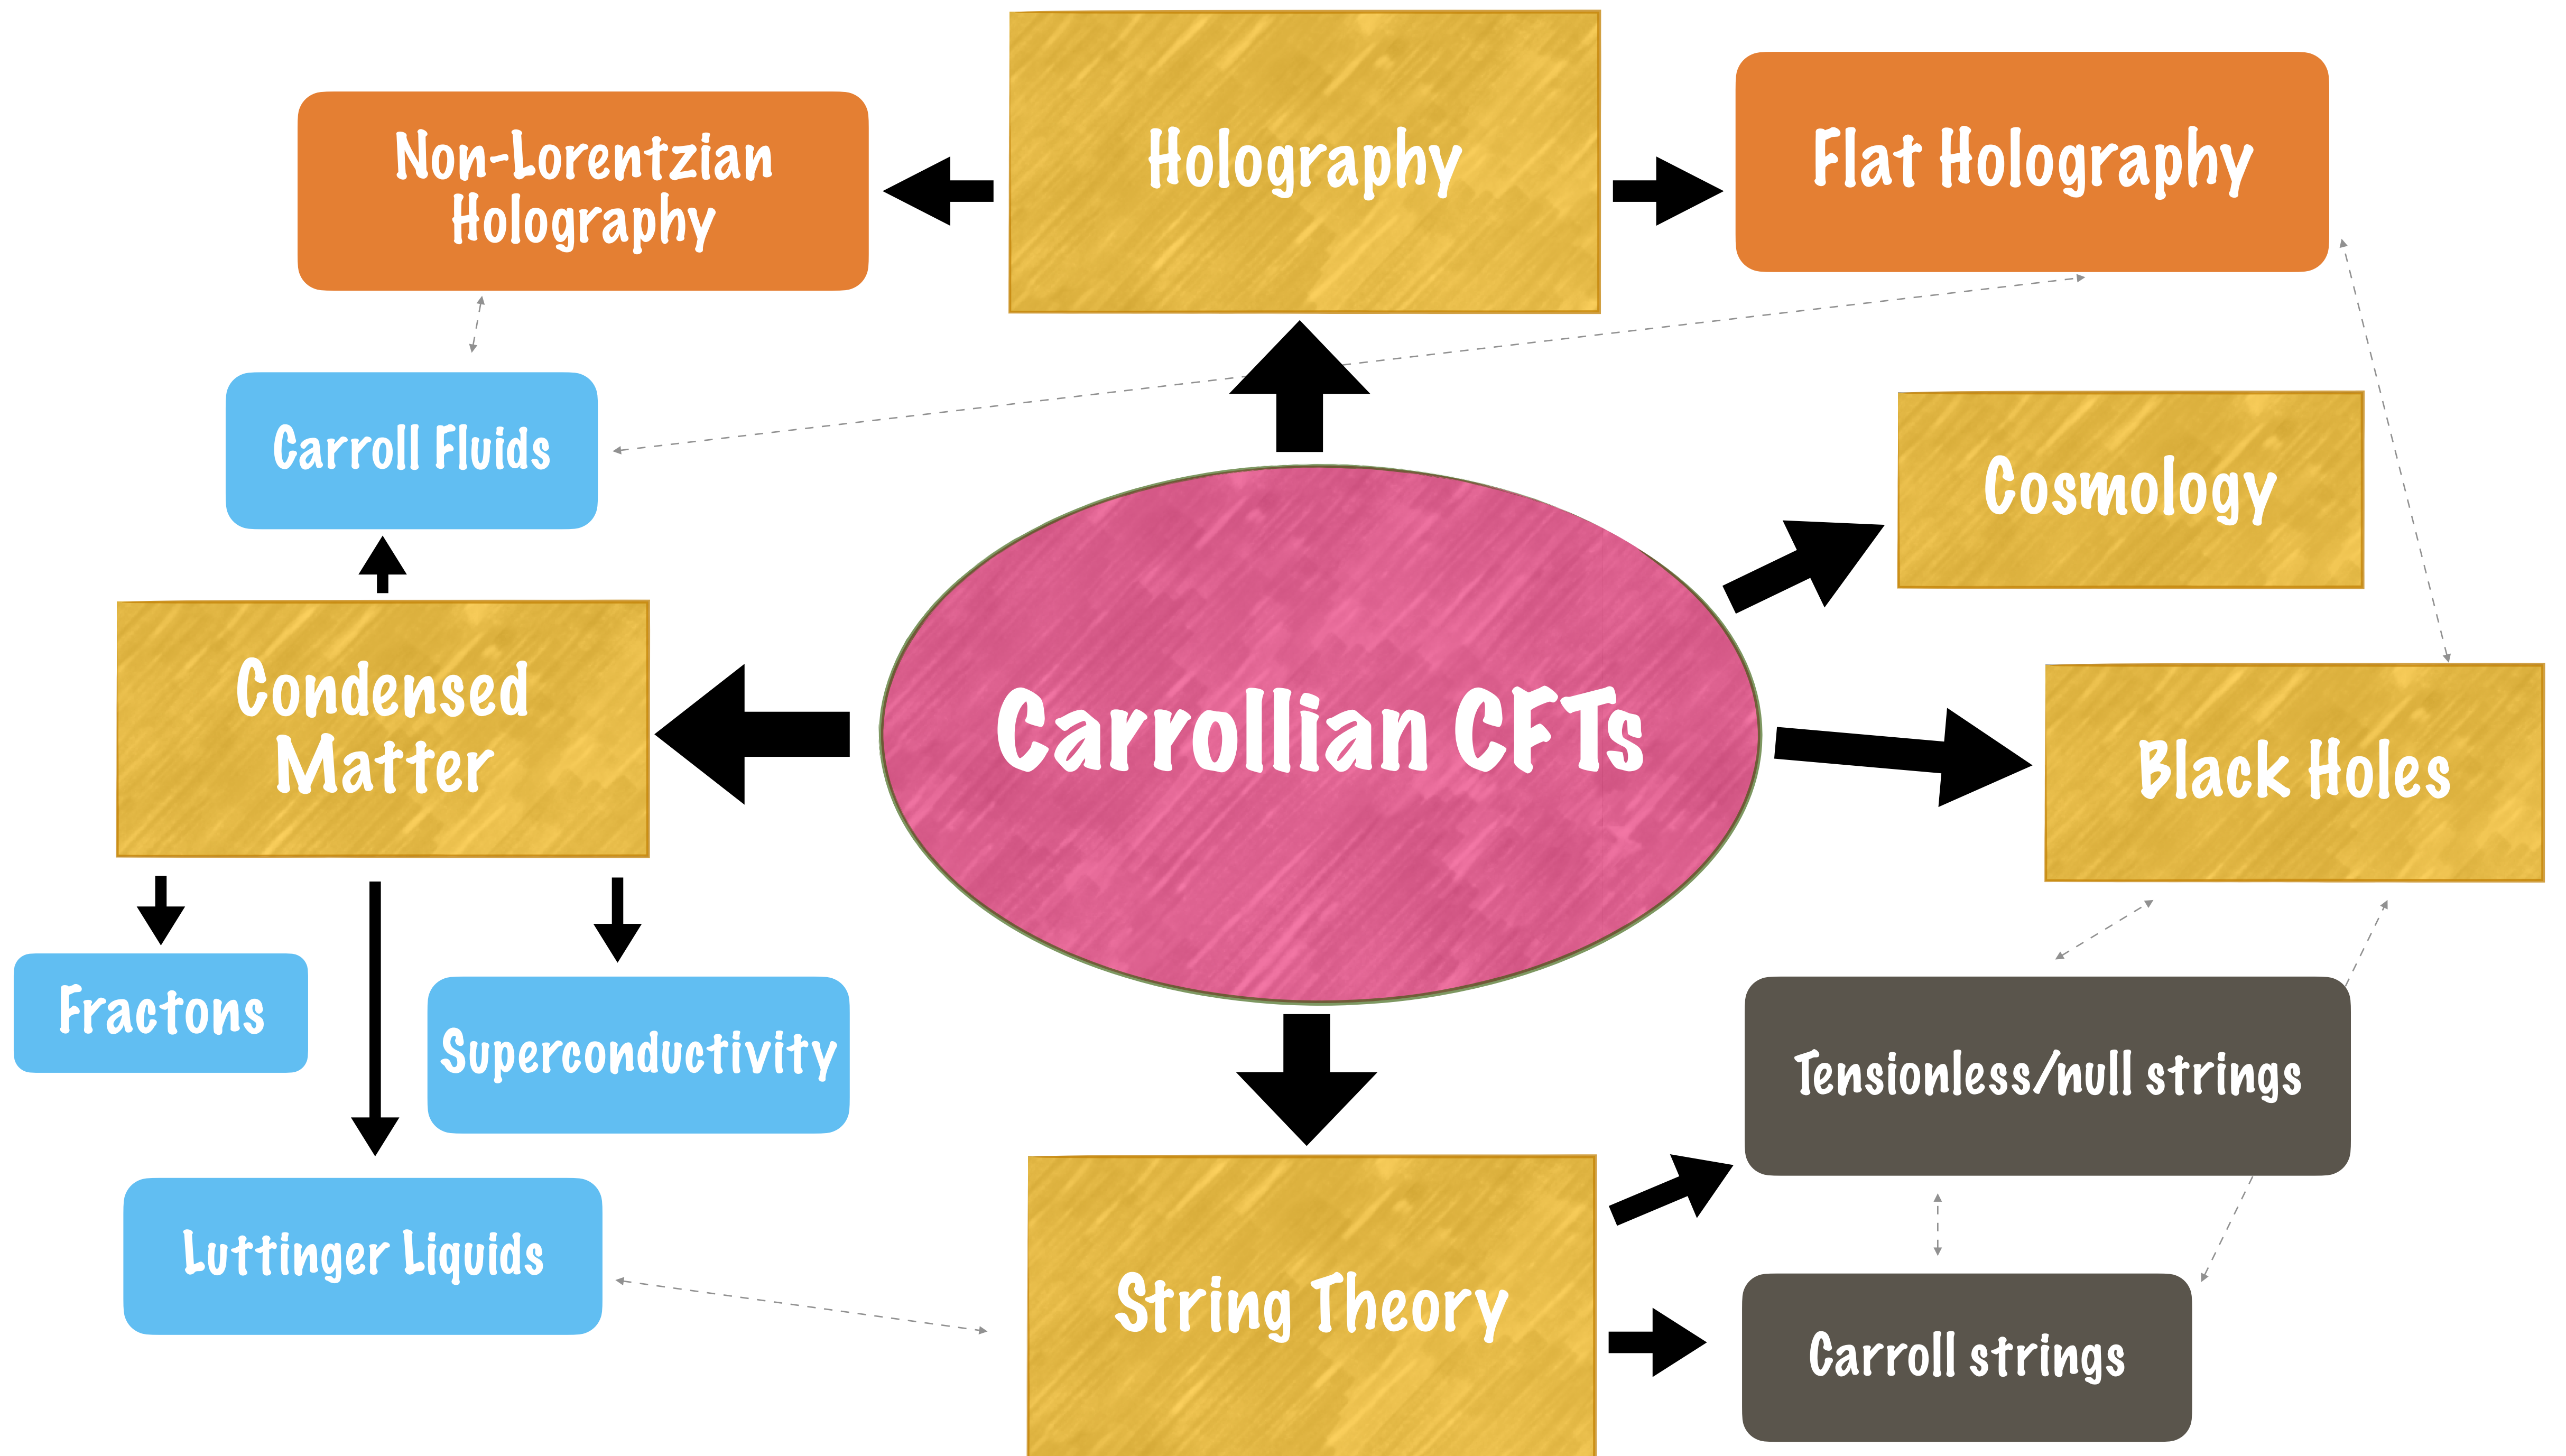 Holography
Non-Lorentzian
Holography
Flat Holography
Carroll Fluids
Cosmology
Condensed
Matter
Carrollian CFTs
Black Holes
Fractons
Superconductivity
Tensionless/null strings
Luttinger Liquids
String Theory
Carroll strings